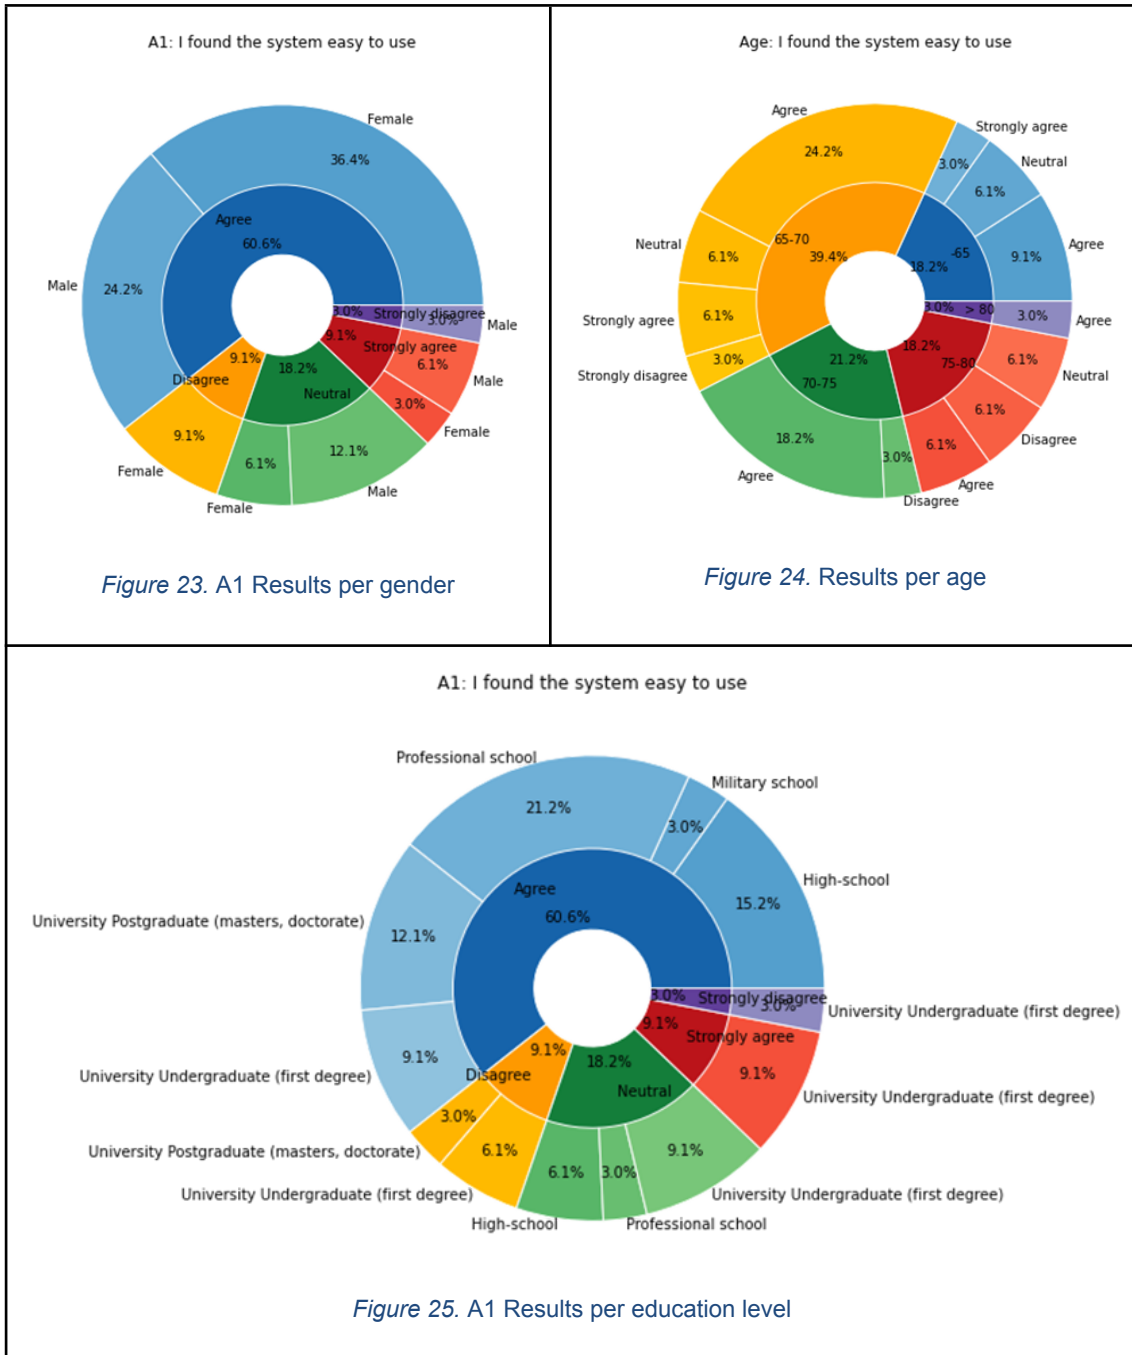 A1: I found the system easy to use
Female
36.4%
Agree
60.6%
Male
24.2%
3.0%
Strongly disagree
3.0%
Male
9.1%
Strongly agree
6.1%
Male
9.1%
Disagree
18.2%
Neutral
3.0%
Female
9.1%
Female
6.1%
Female
12.1%
Male
Figure 23. A1 Results per gender
Age: I found the system easy to use
Agree
24.2%
Strongly agree
3.0%
Neutral
6.1%
65-70
39.4%
-65
18.2%
9.1%
Agree
Neutral
6.1%
3.0%
> 80
3.0%
Agree
Strongly agree
6.1%
18.2%
75-80
6.1%
Neutral
Strongly disagree
3.0%
21.2%
70-75
6.1%
Disagree
18.2%
Agree
3.0%
Disagree
6.1%
Agree
Figure 24. Results per age
A1: I found the system easy to use
Professional school
21.2%
Military school
3.0%
High-school
15.2%
Agree
60.6%
University Postgraduate (masters, doctorate)
12.1%
3.0%
Strongly disagree
3.0%
University Undergraduate (first degree)
9.1%
Strongly agree
9.1%
University Undergraduate (first degree)
9.1%
University Undergraduate (first degree)
9.1%
Disagree
18.2%
Neutral
3.0%
University Postgraduate (masters, doctorate)
6.1%
University Undergraduate (first degree)
6.1%
High-school
3.0%
Professional school
9.1%
University Undergraduate (first degree)
Figure 25. A1 Results per education level